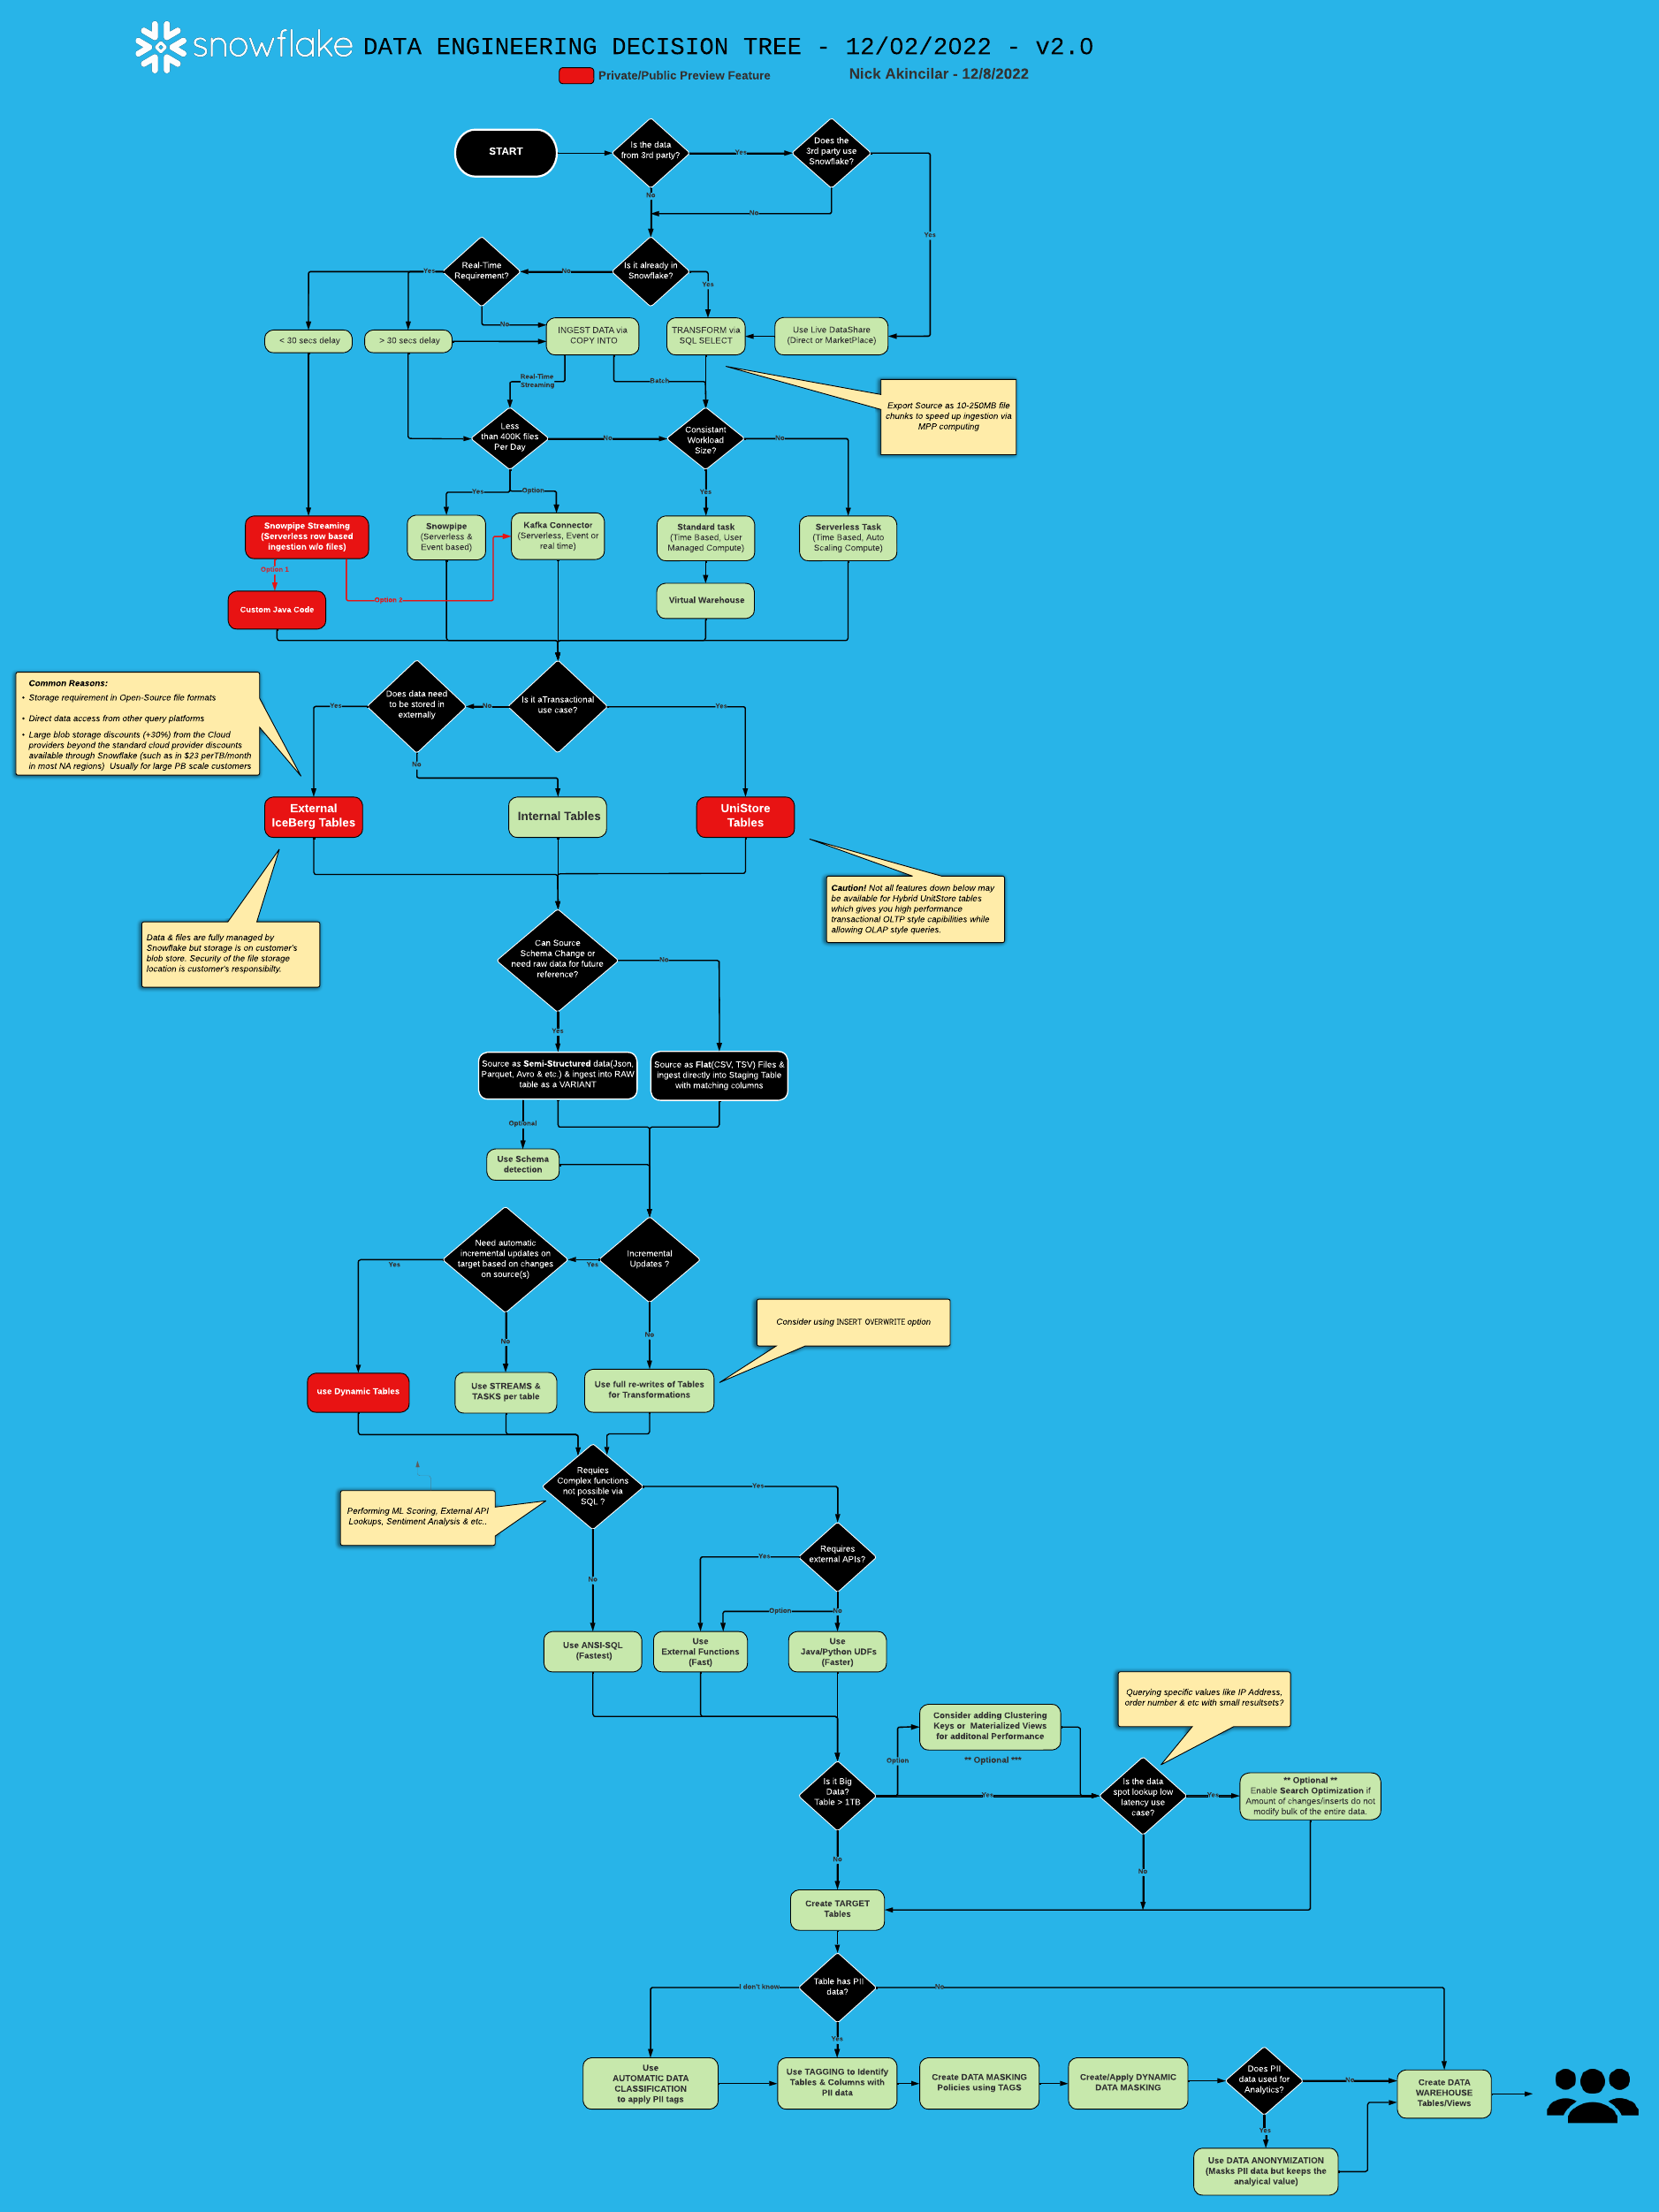 snowflake DATA ENGINEERING DECISION TREE - 12/02/2022 - v2.0
Private/Public Preview Feature
Nick Akincilar - 12/8/2022
START
Is the data
from 3rd party?
Yes
Does the
3rd party use
Snowflake?
No
No
Yes
Real-Time
Requirement?
Yes
No
Is it already in
Snowflake?
Yes
No
< 30 secs delay
> 30 secs delay
INGEST DATA via
COPY INTO
TRANSFORM via
SQL SELECT
Use Live DataShare
(Direct or MarketPlace)
Real-Time
Streaming
Batch
Export Source as 10-250MB file
chunks to speed up ingestion via
MPP computing
Less
than 400K files
Per Day
No
Consistant
Workload
Size?
No
Yes
Option
Yes
Snowpipe Streaming
(Serverless row based
ingestion w/o files)
Snowpipe
(Serverless &
Event based)
Kafka Connector
(Serverless, Event or
real time)
Standard task
(Time Based, User
Managed Compute)
Serverless Task
(Time Based, Auto
Scaling Compute)
Option 1
Option 2
Custom Java Code
Virtual Warehouse
Common Reasons:
• Storage requirement in Open-Source file formats
• Direct data access from other query platforms
• Large blob storage discounts (+30%) from the Cloud
providers beyond the standard cloud provider discounts
available through Snowflake (such as in $23 perTB/month
in most NA regions) Usually for large PB scale customers
Does data need
to be stored in
externally
Yes
No
Is it aTransactional
use case?
Yes
No
External
IceBerg Tables
Internal Tables
UniStore
Tables
Caution! Not all features down below may
be available for Hybrid UnitStore tables
which gives you high performance
transactional OLTP style capibilities while
allowing OLAP style queries.
Data & files are fully managed by
Snowflake but storage is on customer's
blob store. Security of the file storage
location is customer's responsibilty.
Can Source
Schema Change or
need raw data for future
reference?
No
Yes
Source as Semi-Structured data(Json,
Parquet, Avro & etc.) & ingest into RAW
table as a VARIANT
Source as Flat(CSV, TSV) Files &
ingest directly into Staging Table
with matching columns
Optional
Use Schema
detection
Need automatic
incremental updates on
target based on changes
on source(s)
Yes
Yes
Incremental
Updates ?
No
No
Consider using INSERT OVERWRITE option
use Dynamic Tables
Use STREAMS &
TASKS per table
Use full re-writes of Tables
for Transformations
Requies
Complex functions
not possible via
SQL ?
Yes
Performing ML Scoring, External API
Lookups, Sentiment Analysis & etc..
No
Requires
external APIs?
Yes
Option
No
Use ANSI-SQL
(Fastest)
Use
External Functions
(Fast)
Use
Java/Python UDFs
(Faster)
Querying specific values like IP Address,
order number & etc with small resultsets?
Consider adding Clustering
Keys or Materialized Views
for additonal Performance
** Optional ***
Option
Is it Big
Data?
Table > 1TB
Yes
Is the data
spot lookup low
latency use
case?
Yes
** Optional **
Enable Search Optimization if
Amount of changes/inserts do not
modify bulk of the entire data.
No
No
Create TARGET
Tables
Table has PII
data?
I don't know
No
Yes
Use
AUTOMATIC DATA
CLASSIFICATION
to apply PII tags
Use TAGGING to Identify
Tables & Columns with
PII data
Create DATA MASKING
Policies using TAGS
Create/Apply DYNAMIC
DATA MASKING
Does PII
data used for
Analytics?
No
Yes
Create DATA
WAREHOUSE
Tables/Views
Use DATA ANONYMIZATION
(Masks PII data but keeps the
analyical value)